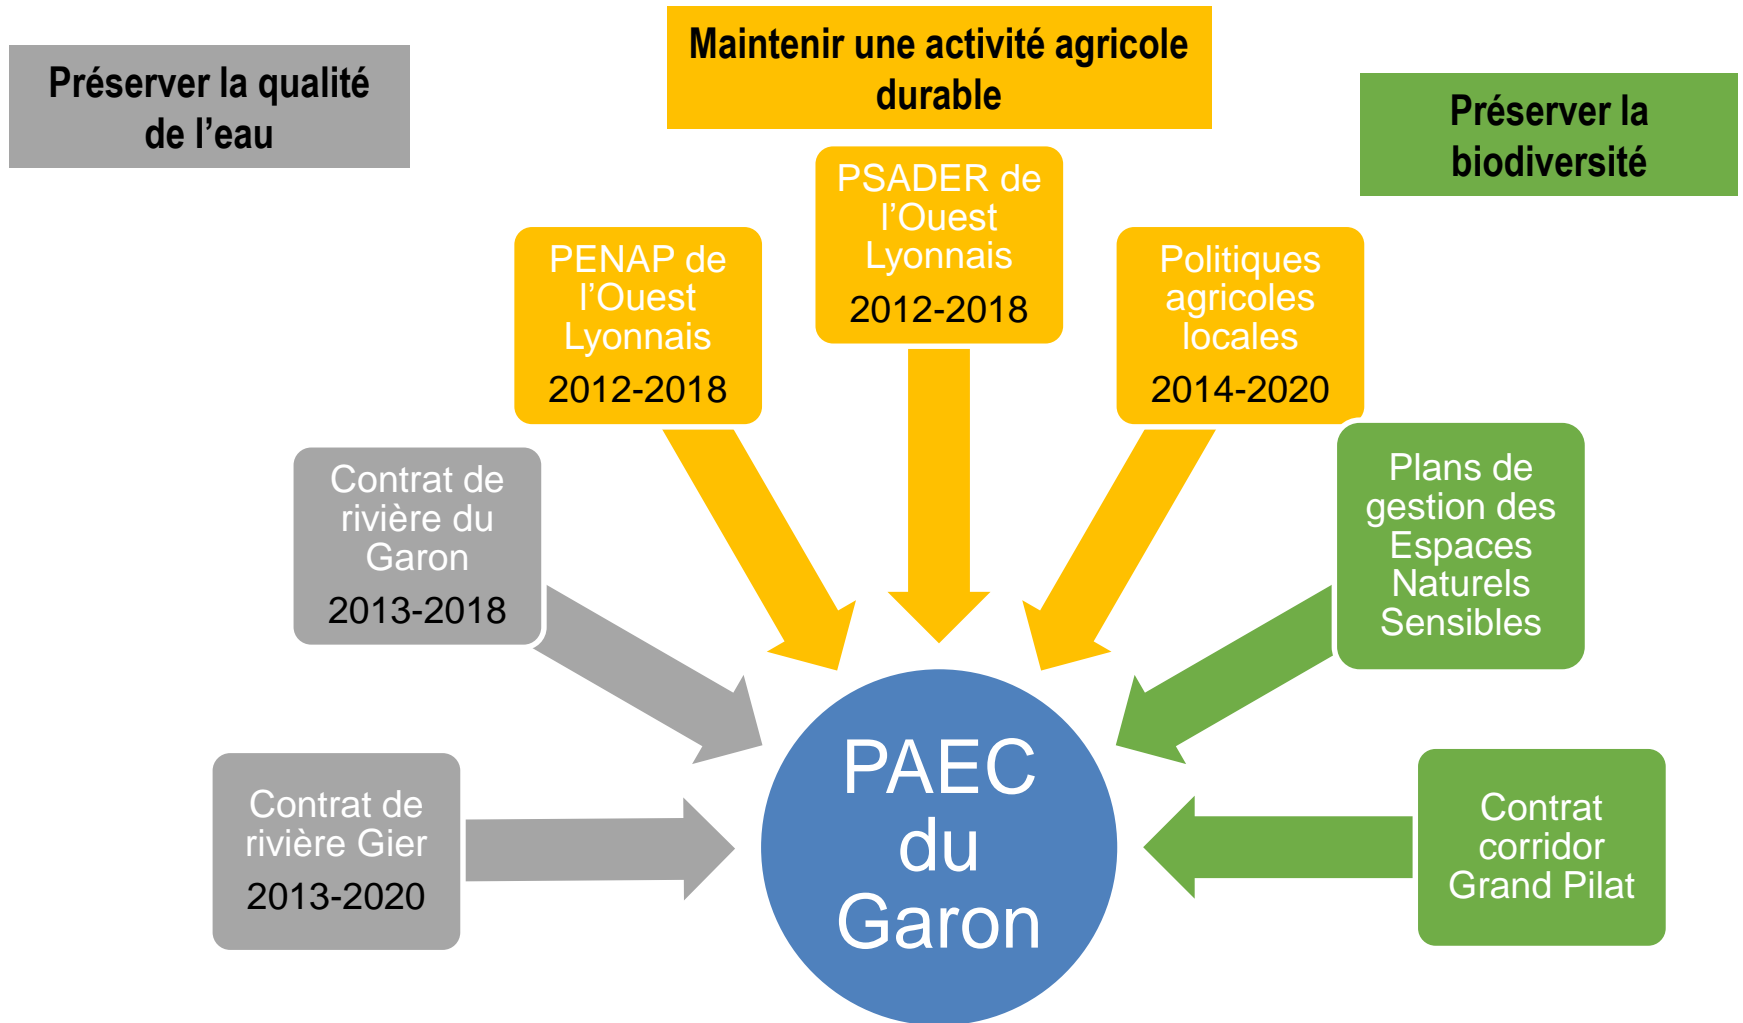 Préserver la qualité
de l’eau
Maintenir une activité agricole
durable
Préserver la
biodiversité
PSADER de
l’Ouest
Lyonnais
2012-2018
PENAP de
l’Ouest
Lyonnais
2012-2018
Politiques
agricoles
locales
2014-2020
Contrat de
rivière du
Garon
2013-2018
Plans de
gestion des
Espaces
Naturels
Sensibles
Contrat de
rivière Gier
2013-2020
PAEC
du
Garon
Contrat
corridor
Grand Pilat